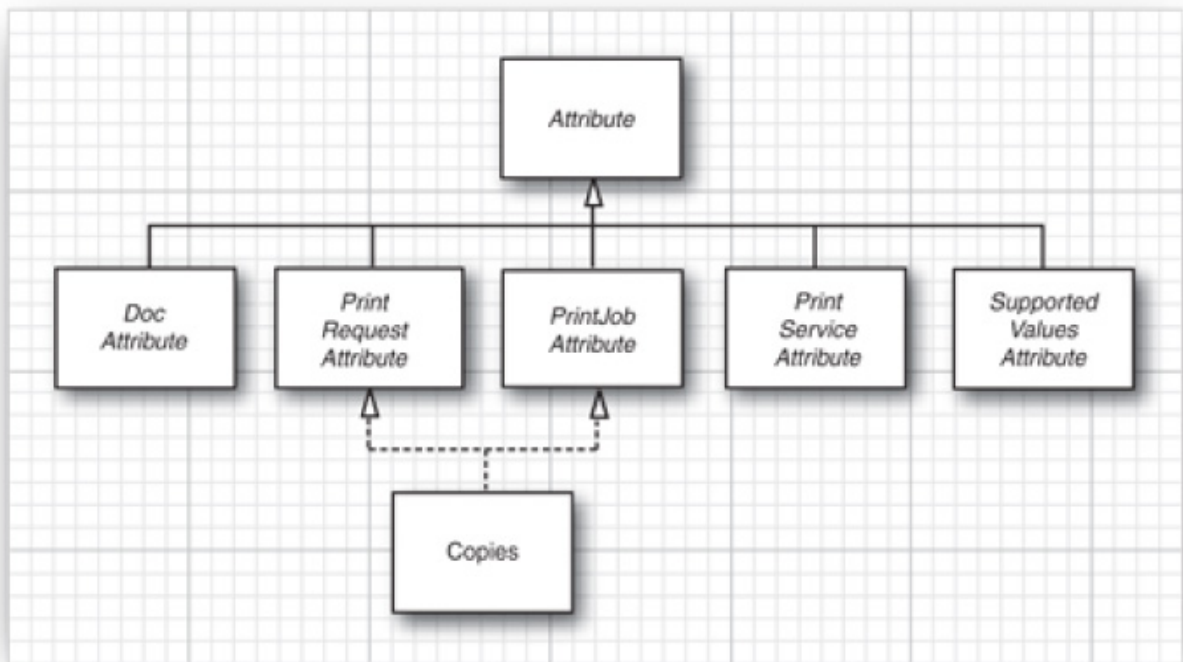 Attribute
Doc
Attribute
Print
Request
Attribute
PrintJob
Attribute
Print
Service
Attribute
Supported
Values
Attribute
Copies